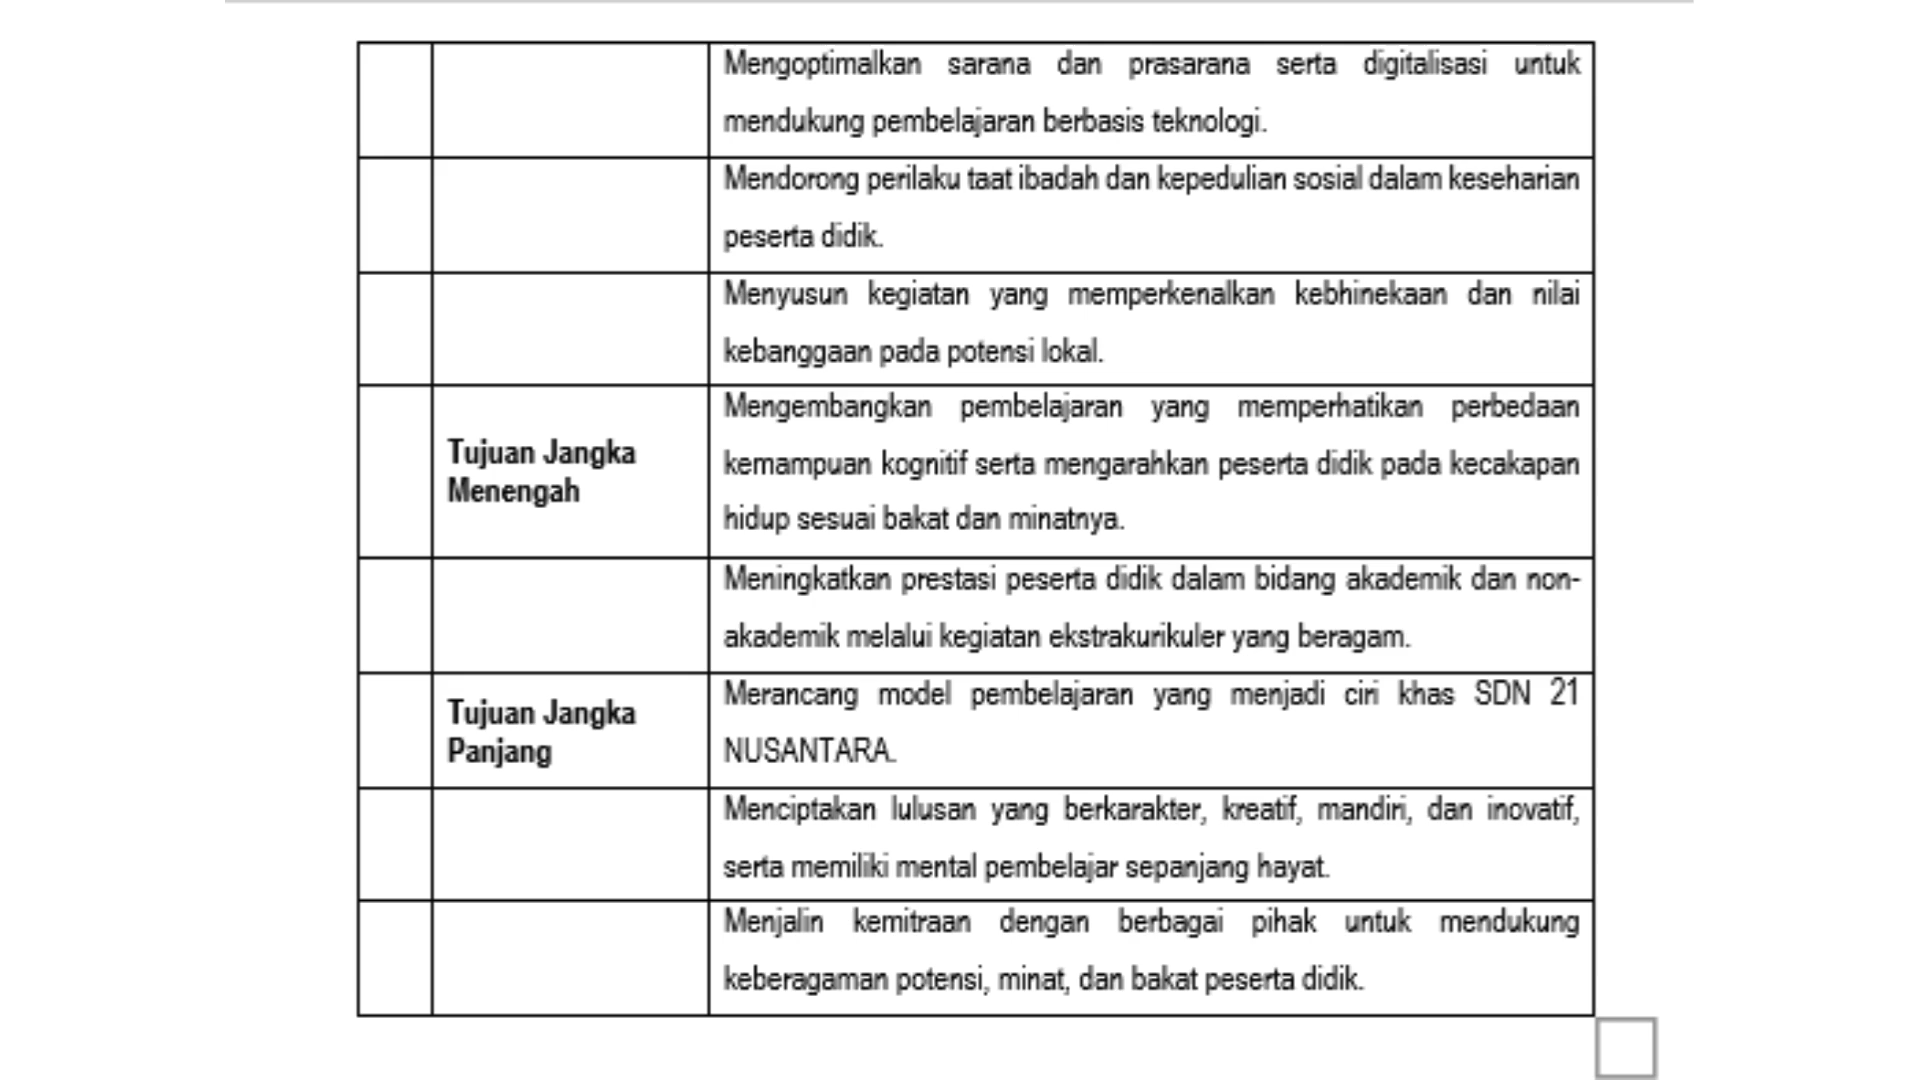 Mengoptimalkan sarana dan prasarana serta digitalisasi untuk
mendukung pembelajaran berbasis teknologi.
Mendorong perilaku taat ibadah dan kepedulian sosial dalam keseharian
peserta didik.
Menyusun kegiatan yang memperkenalkan kebhinekaan dan nilai
kebanggaan pada potensi lokal.
Tujuan Jangka
Menengah
Mengembangkan pembelajaran yang memperhatikan perbedaan
kemampuan kognitif serta mengarahkan peserta didik pada kecakapan
hidup sesuai bakat dan minatnya.
Meningkatkan prestasi peserta didik dalam bidang akademik dan non-
akademik melalui kegiatan ekstrakurikuler yang beragam.
Tujuan Jangka
Panjang
Merancang model pembelajaran yang menjadi ciri khas SDN 21
NUSANTARA.
Menciptakan lulusan yang berkarakter, kreatif, mandiri, dan inovatif,
serta memiliki mental pembelajar sepanjang hayat.
Menjalin kemitraan dengan berbagai pihak untuk mendukung
keberagaman potensi, minat, dan bakat peserta didik.